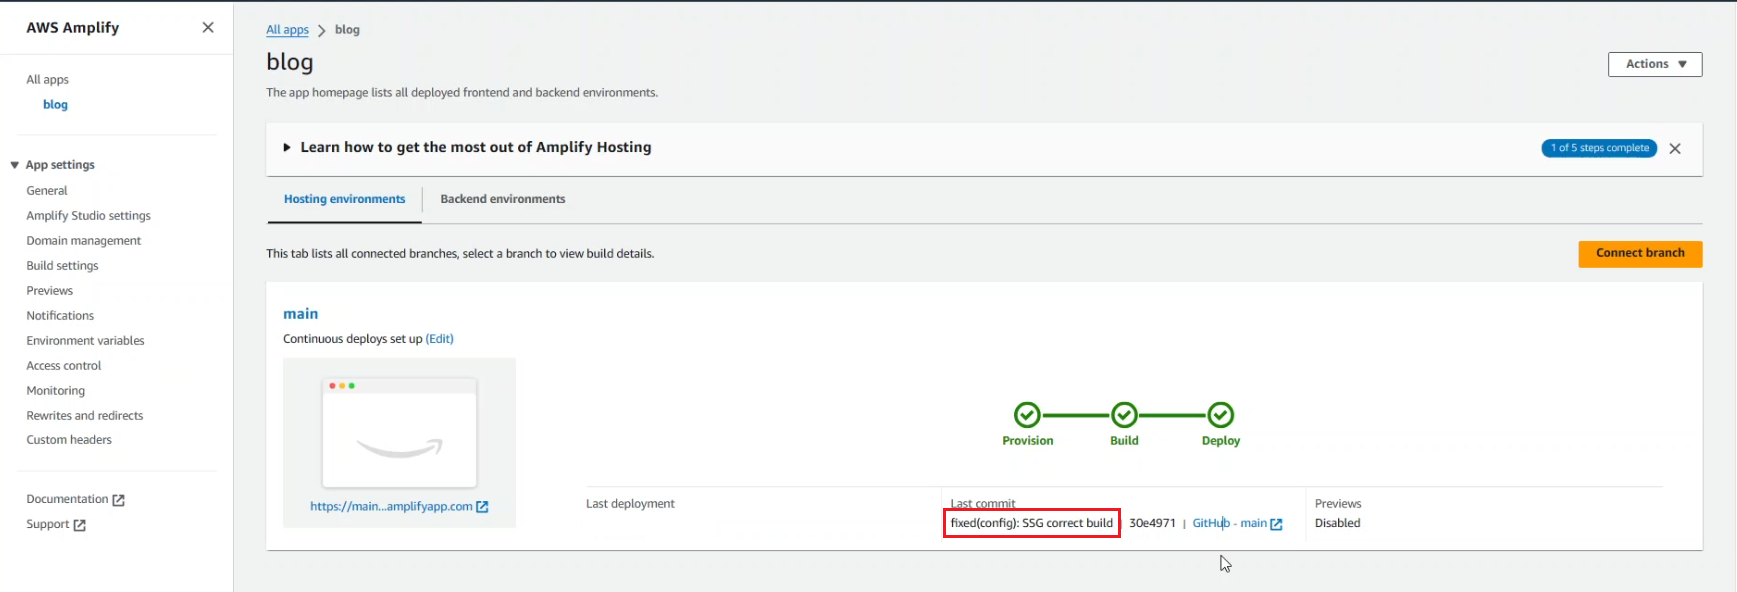 AWS Amplify
All apps
blog
App settings
General
Amplify Studio settings
Domain management
Build settings
Previews
Notifications
Environment variables
Access control
Monitoring
Rewrites and redirects
Custom headers
Documentation
Support
All apps > blog
blog
Actions
The app homepage lists all deployed frontend and backend environments.
Learn how to get the most out of Amplify Hosting
1 of 5 steps complete
Hosting environments
Backend environments
This tab lists all connected branches, select a branch to view build details.
Connect branch
main
Continuous deploys set up (Edit)
https://main...amplifyapp.com
Provision
Build
Deploy
Last deployment
Last commit
fixed(config): SSG correct build | 30e4971 | GitHub - main
Previews
Disabled